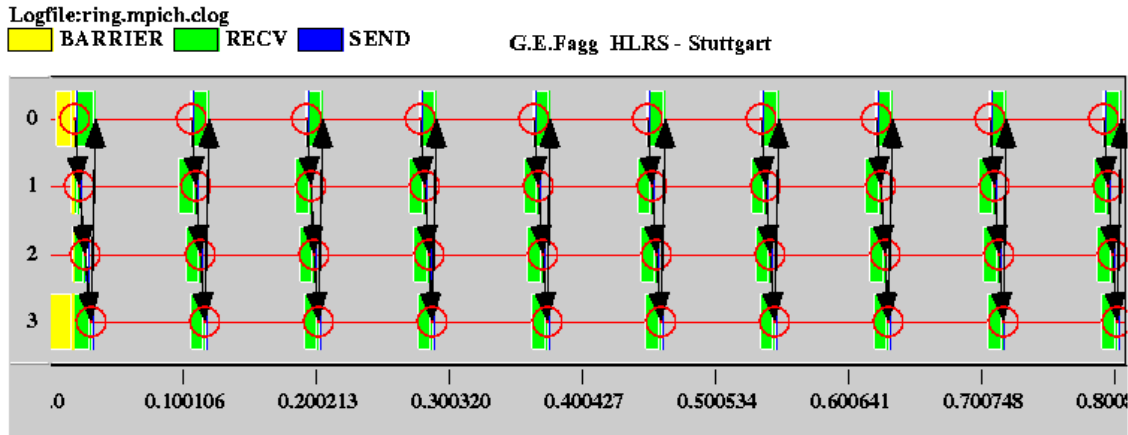 Logfile:ring.mpich.clog
BARRIER RECV SEND G.E.Fagg HLRS - Stuttgart
0
1
2
3
.0 0.100106 0.200213 0.300320 0.400427 0.500534 0.600641 0.700748